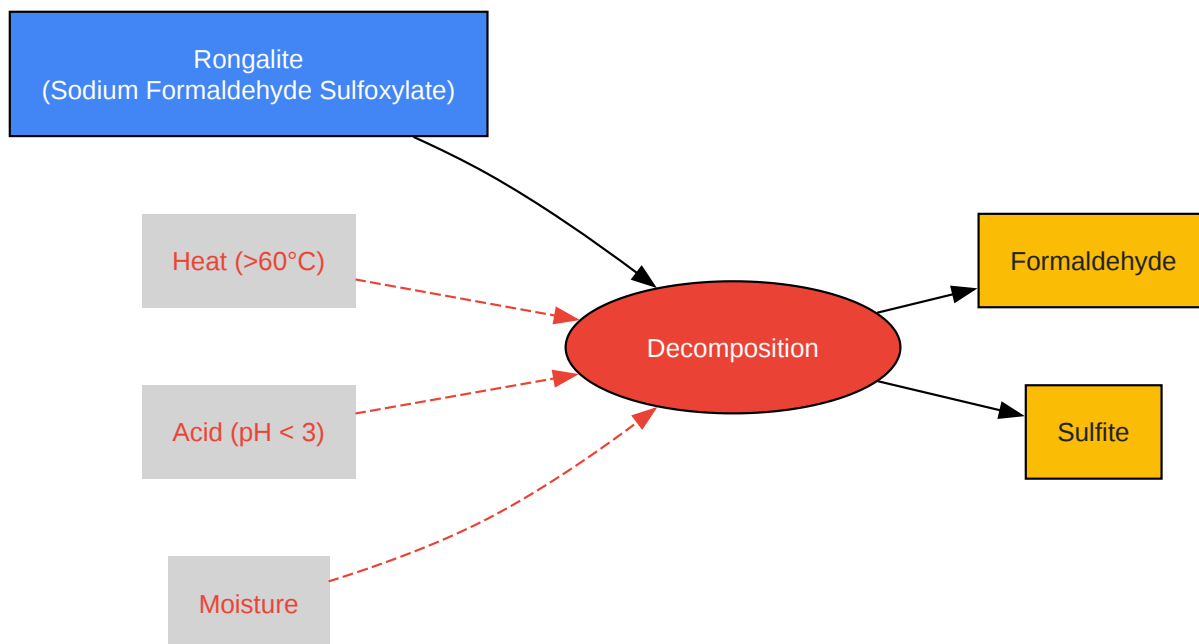 Rongalite
(Sodium Formaldehyde Sulfoxylate)
Heat (>60°C)
Formaldehyde
Decomposition
Acid (pH < 3)
Sulfite
Moisture